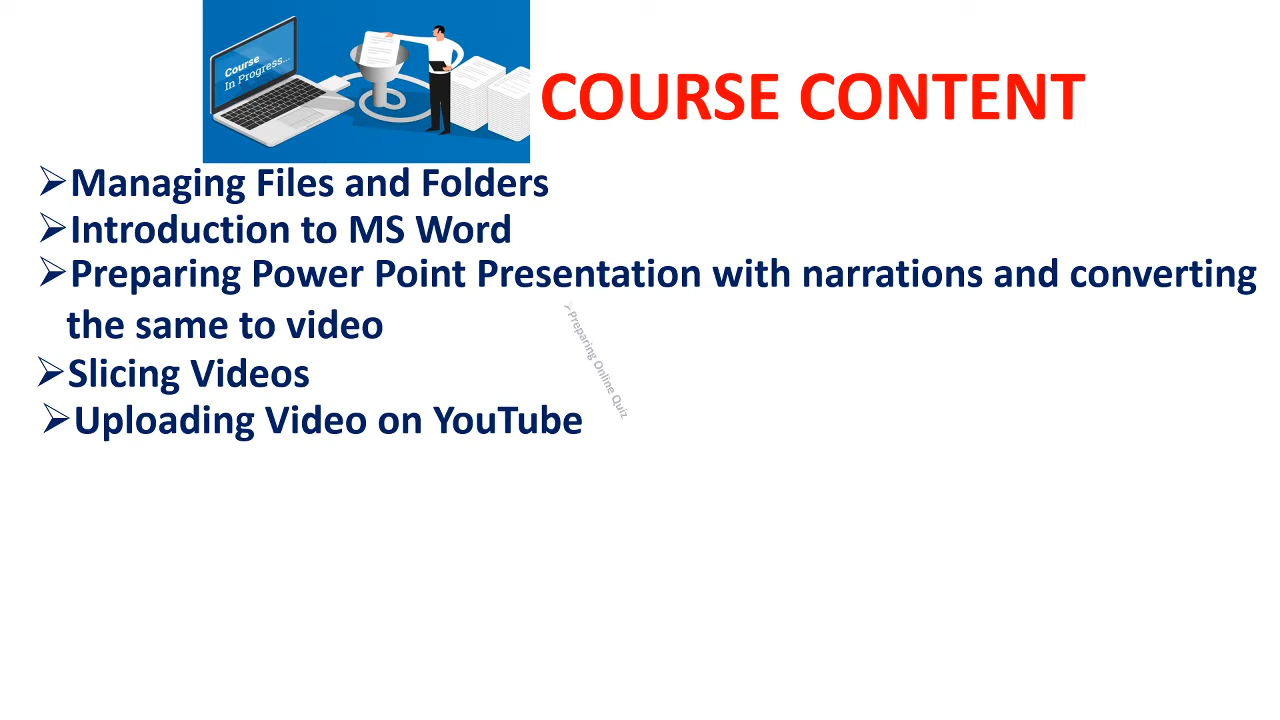 Course
In Progress...
COURSE CONTENT
➢Managing Files and Folders
➢Introduction to MS Word
➢Preparing Power Point Presentation with narrations and converting
the same to video
➢Preparing Online Quiz
➢Slicing Videos
➢Uploading Video on YouTube